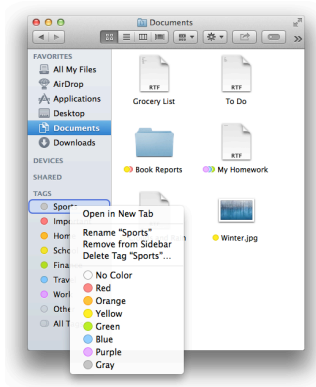 Documents
FAVORITES
All My Files
AirDrop
Applications
Desktop
Documents
Downloads
DEVICES
SHARED
TAGS
RTF
Grocery List
RTF
To Do
Book Reports
RTF
My Homework
Winter.jpg
Open in New Tab
Rename "Sports"
Remove from Sidebar
Delete Tag "Sports"...
No Color
Red
Orange
Yellow
Green
Blue
Purple
Gray